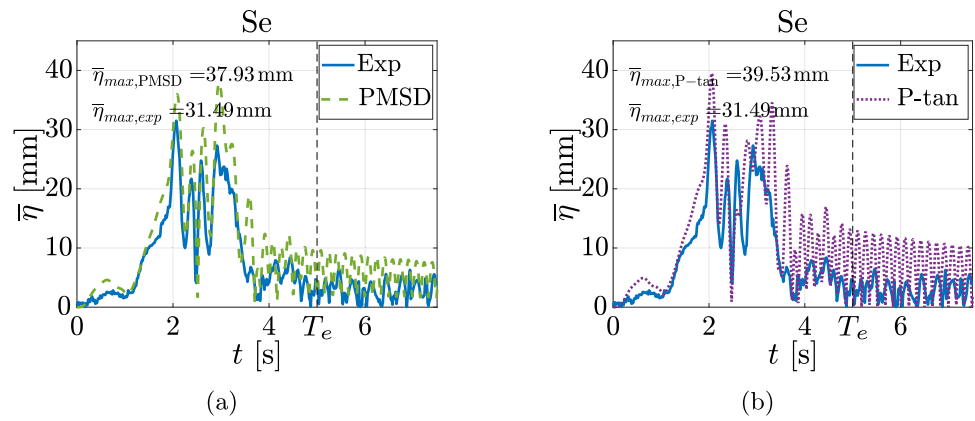 Se
η̅max,PMSD =37.93 mm
η̅max,exp =31.49 mm
Exp
PMSD
40
30
20
10
0
η̅ [mm]
0 2 4 Te 6
t [s]
(a)
Se
η̅max,P−tan =39.53 mm
η̅max,exp =31.49 mm
Exp
P-tan
40
30
20
10
0
η̅ [mm]
0 2 4 Te 6
t [s]
(b)